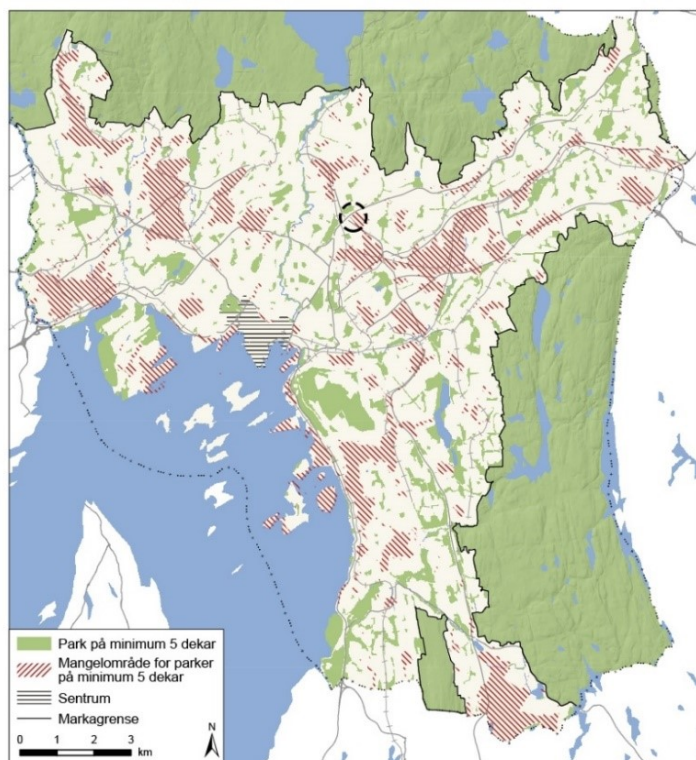 Park på minimum 5 dekar
Mangelområde for parker
på minimum 5 dekar
Sentrum
Markagrense
N
0 1 2 3
km